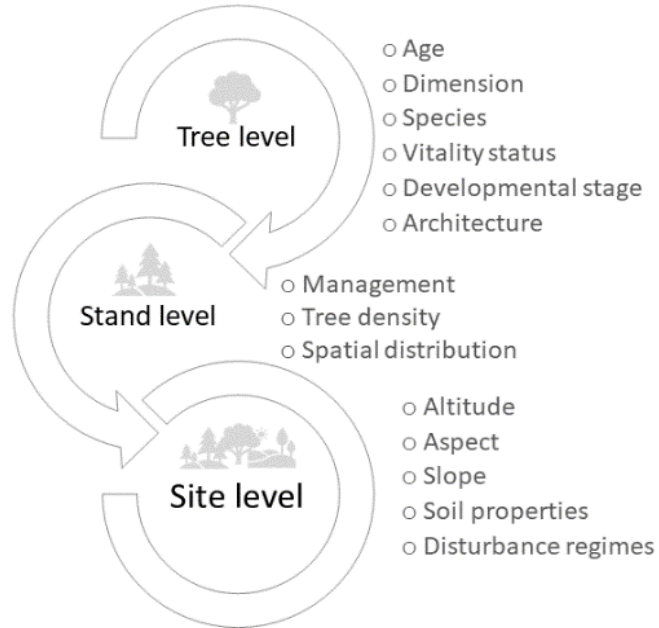 Tree level
○ Age
○ Dimension
○ Species
○ Vitality status
○ Developmental stage
○ Architecture
Stand level
○ Management
○ Tree density
○ Spatial distribution
Site level
○ Altitude
○ Aspect
○ Slope
○ Soil properties
○ Disturbance regimes